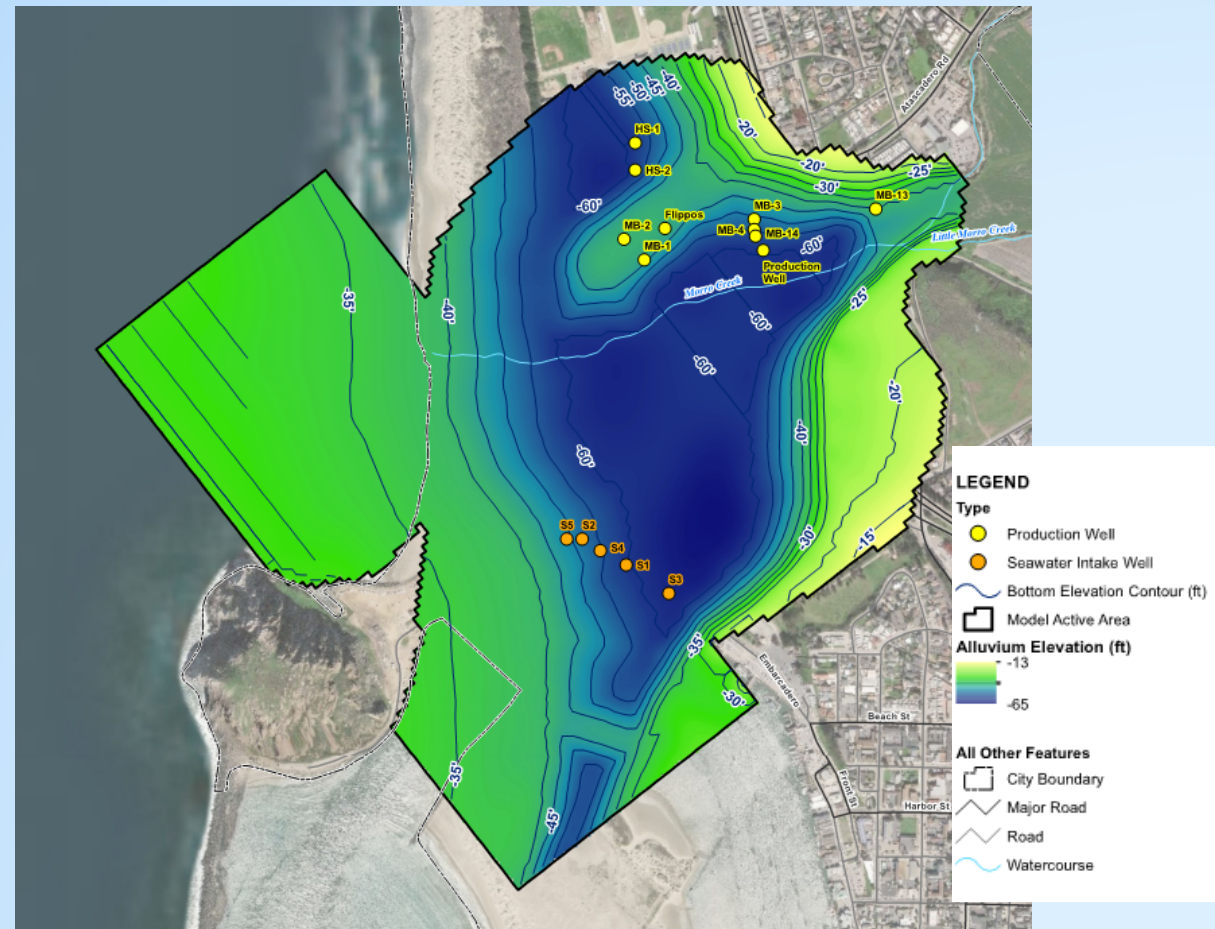 -40'
-45'
-50'
-55'
Atascadero Rd
-20'
HS-1
-20'
HS-2
-25'
-30'
MB-13
-60'
MB-3
Flippos
MB-2
MB-4
MB-14
Little Morro Creek
-60'
MB-1
Production
Well
Morro Creek
-35'
-25'
-40'
-60'
-60'
-20'
-40'
-60'
S5
S2
S4
-30'
-15'
S1
S3
-35'
Embarcadero
-30'
Beach St
-35'
Front St
Harbor St
-45'
LEGEND
Type
Production Well
Seawater Intake Well
Bottom Elevation Contour (ft)
Model Active Area
Alluvium Elevation (ft)
-13
-65
All Other Features
City Boundary
Major Road
Road
Watercourse